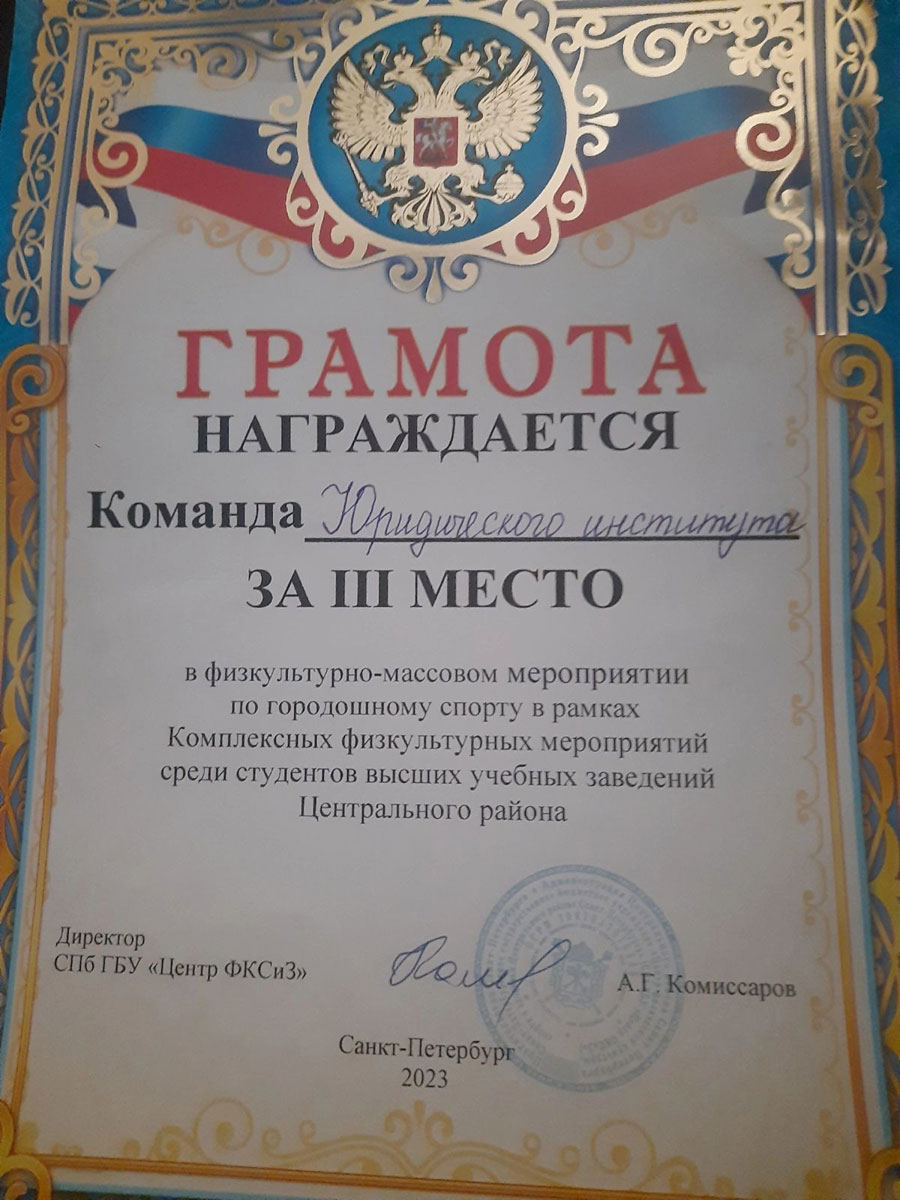 ГРАМОТА
НАГРАЖДАЕТСЯ
Команда Юридического института
ЗА III МЕСТО
в физкультурно-массовом мероприятии
по городошному спорту в рамках
Комплексных физкультурных мероприятий
среди студентов высших учебных заведений
Центрального района
Директор
СПб ГБУ «Центр ФКСиЗ»
А.Г. Комиссаров
Санкт-Петербург
2023